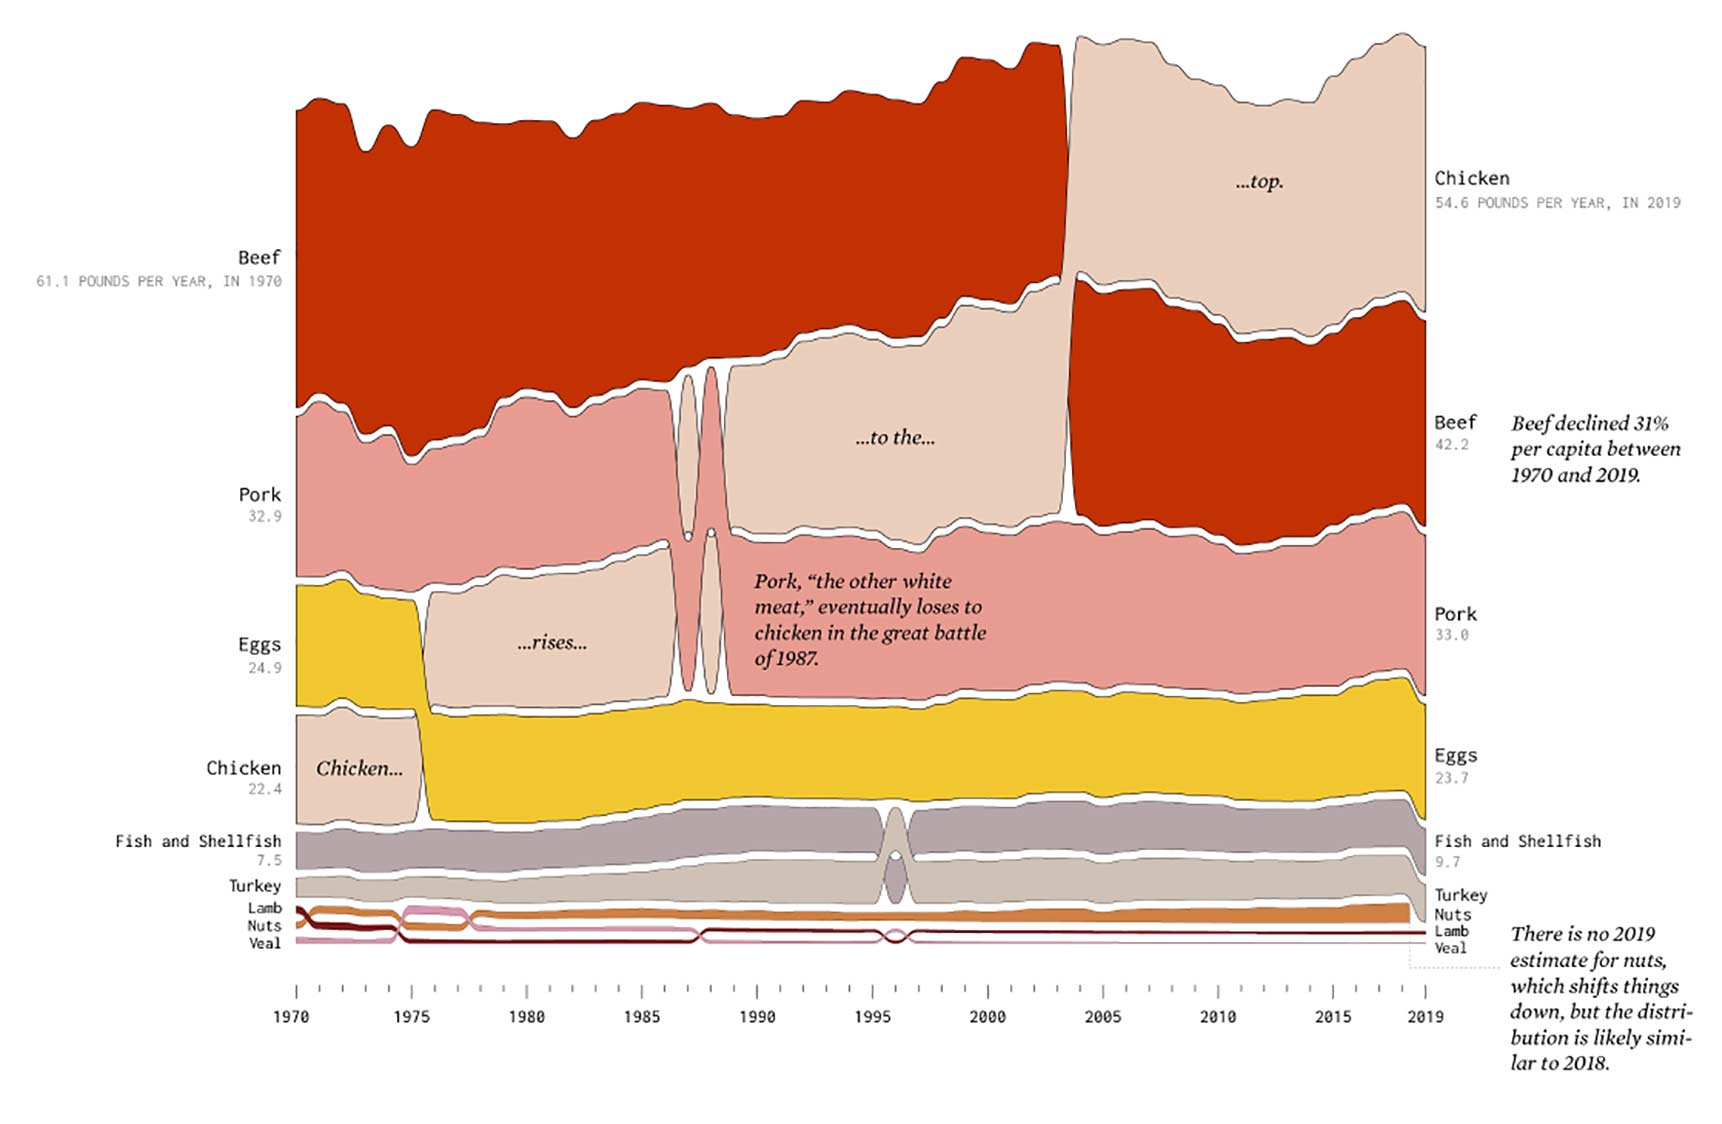 ...top.
Chicken
54.6 POUNDS PER YEAR, IN 2019
Beef
61.1 POUNDS PER YEAR, IN 1970
Beef
42.2
Beef declined 31%
per capita between
1970 and 2019.
...to the...
Pork
32.9
Pork, “the other white
meat,” eventually loses to
chicken in the great battle
of 1987.
Pork
33.0
...rises...
Eggs
24.9
Eggs
23.7
Chicken
22.4
Chicken...
Fish and Shellfish
7.5
Fish and Shellfish
9.7
Turkey
Lamb
Nuts
Veal
Turkey
Nuts
Lamb
Veal
There is no 2019
estimate for nuts,
which shifts things
down, but the distri-
bution is likely simi-
lar to 2018.
1970 1975 1980 1985 1990 1995 2000 2005 2010 2015 2019